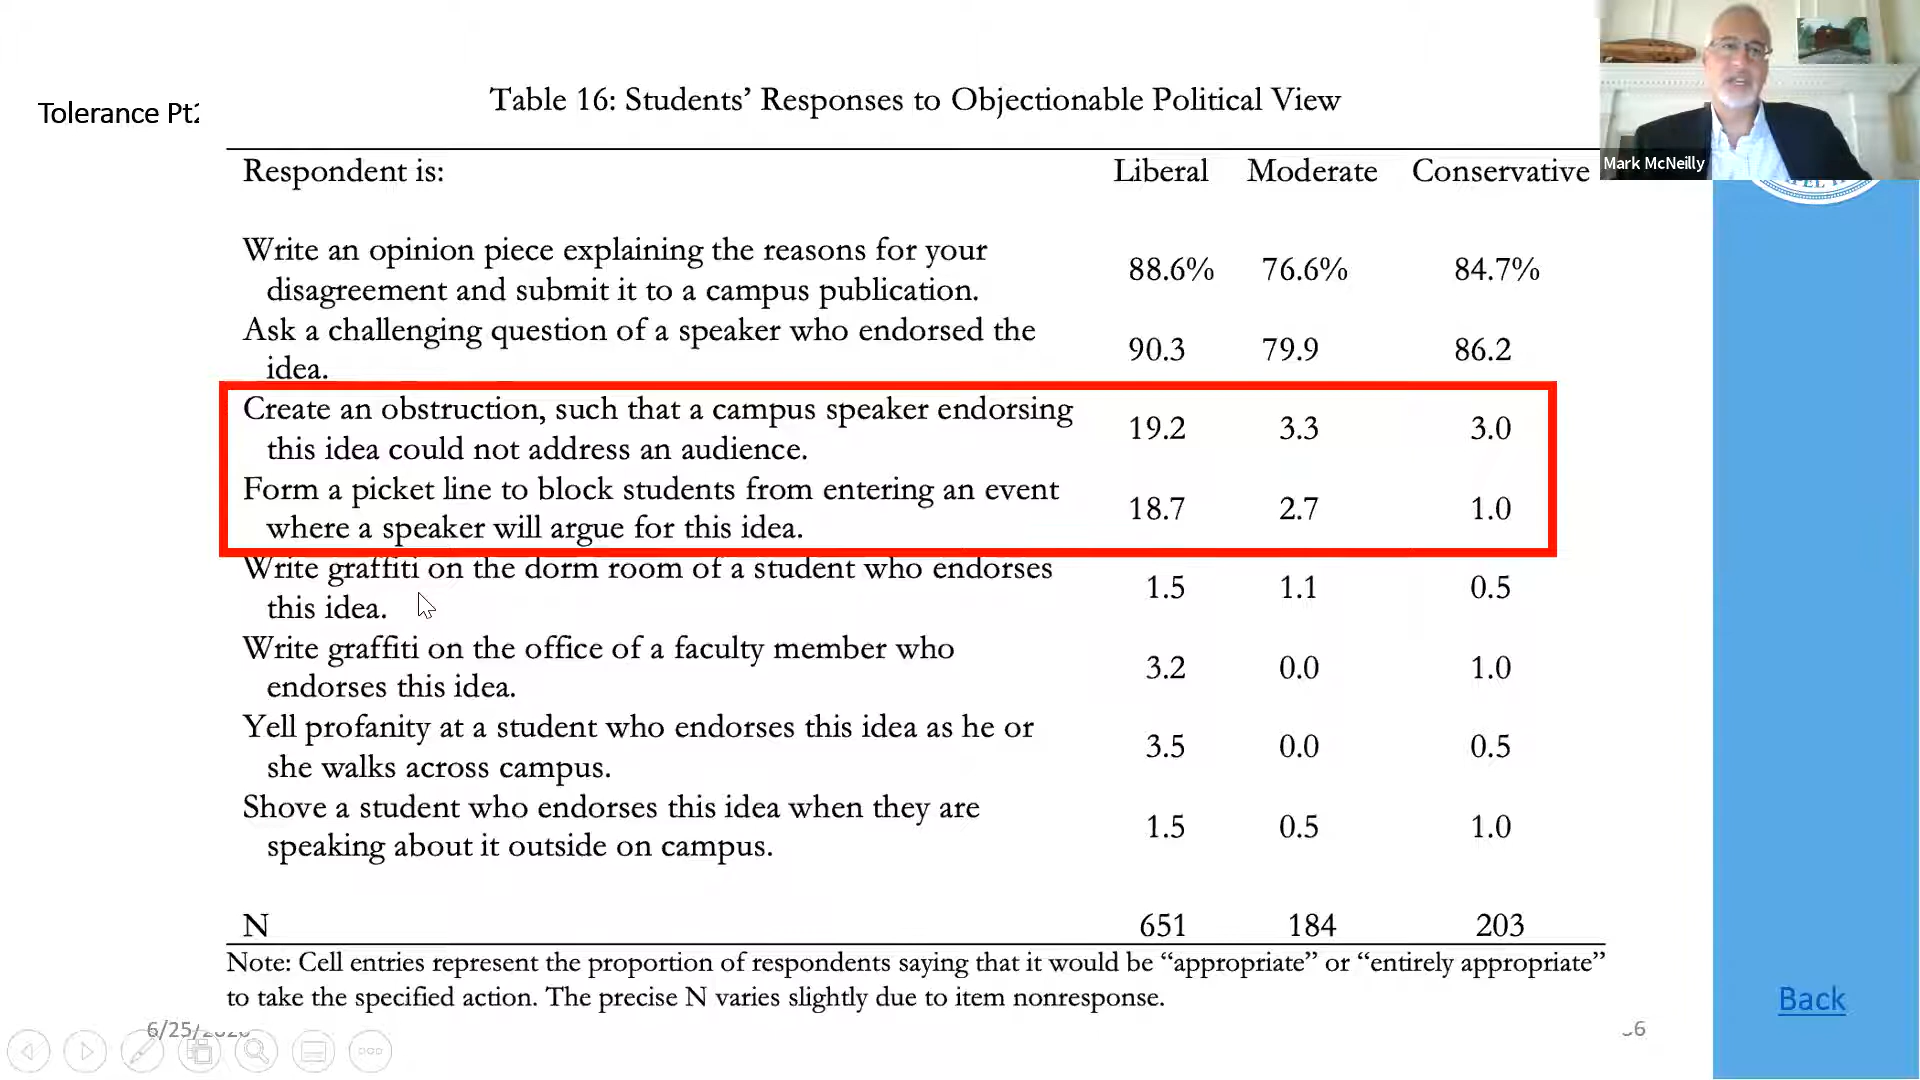 Mark McNeilly
Tolerance Pt2
Table 16: Students’ Responses to Objectionable Political View
Respondent is: Liberal Moderate Conservative
Write an opinion piece explaining the reasons for your
disagreement and submit it to a campus publication. 88.6% 76.6% 84.7%
Ask a challenging question of a speaker who endorsed the
idea. 90.3 79.9 86.2
Create an obstruction, such that a campus speaker endorsing
this idea could not address an audience. 19.2 3.3 3.0
Form a picket line to block students from entering an event
where a speaker will argue for this idea. 18.7 2.7 1.0
Write graffiti on the dorm room of a student who endorses
this idea. 1.5 1.1 0.5
Write graffiti on the office of a faculty member who
endorses this idea. 3.2 0.0 1.0
Yell profanity at a student who endorses this idea as he or
she walks across campus. 3.5 0.0 0.5
Shove a student who endorses this idea when they are
speaking about it outside on campus. 1.5 0.5 1.0
N 651 184 203
Note: Cell entries represent the proportion of respondents saying that it would be “appropriate” or “entirely appropriate”
to take the specified action. The precise N varies slightly due to item nonresponse.
Back
6/25/2020